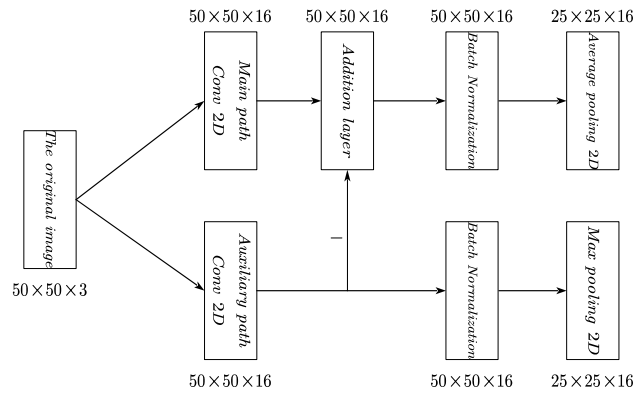 50×50×16
50×50×16
50×50×16
25×25×16
Main path
Conv 2D
Addition layer
Batch Normalization
Average pooling 2D
The original image
50×50×3
−
Auxiliary path
Conv 2D
Batch Normalization
Max pooling 2D
50×50×16
50×50×16
25×25×16